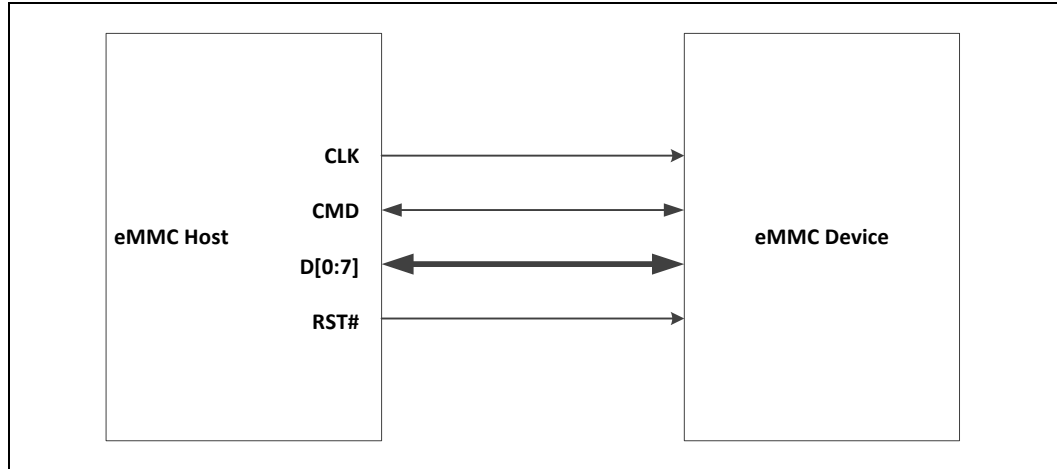 CLK
CMD
eMMC Host
eMMC Device
D[0:7]
RST#